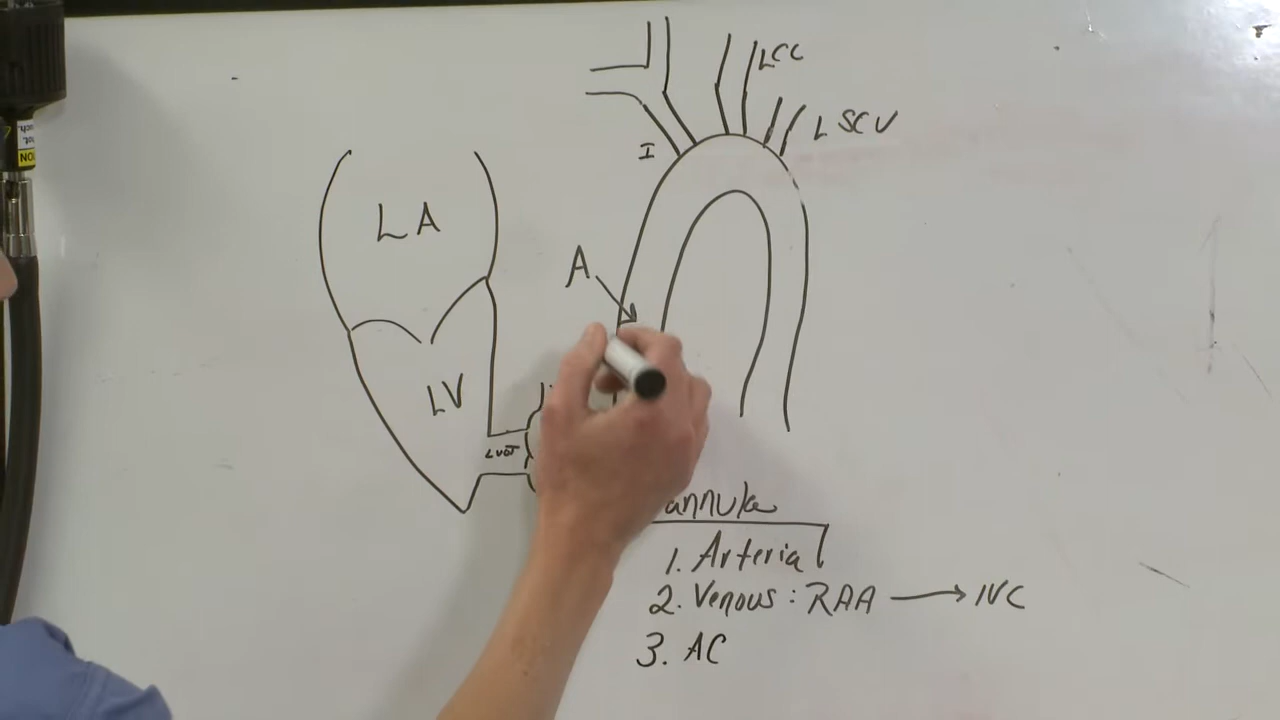 LCC
L SCV
I
LA
A
LV
LVOT
annula
1. Arterial
2. Venous : RAA → IVC
3. AC